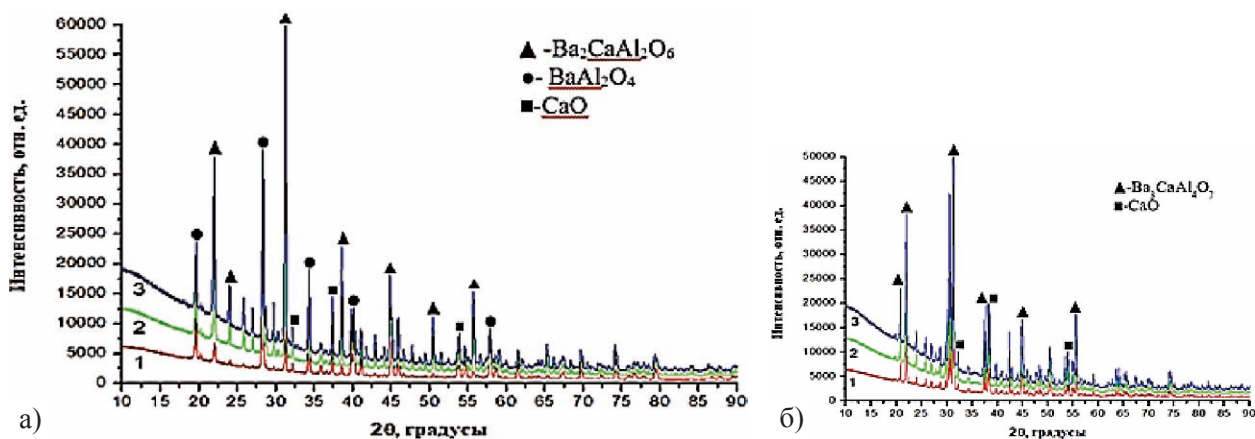 60000
55000
50000
45000
40000
35000
30000
25000
20000
15000
10000
5000
0
Интенсивность, отн. ед.
▲ -Ba₂CaAl₂O₆
●- BaAl₂O₄
■-CaO
3
2
1
10 15 20 25 30 35 40 45 50 55 60 65 70 75 80 85 90
2θ, градусы
а)
50000
45000
40000
35000
30000
25000
20000
15000
10000
5000
0
Интенсивность, отн. ед.
▲-Ba₃CaAl₄O₇
■-CaO
3
2
1
10 15 20 25 30 35 40 45 50 55 60 65 70 75 80 85 90
2θ, градусы
б)